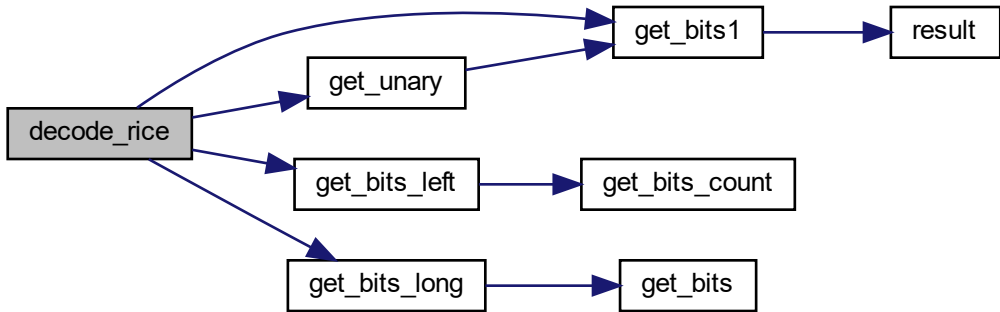 get_bits1
result
get_unary
decode_rice
get_bits_left
get_bits_count
get_bits_long
get_bits